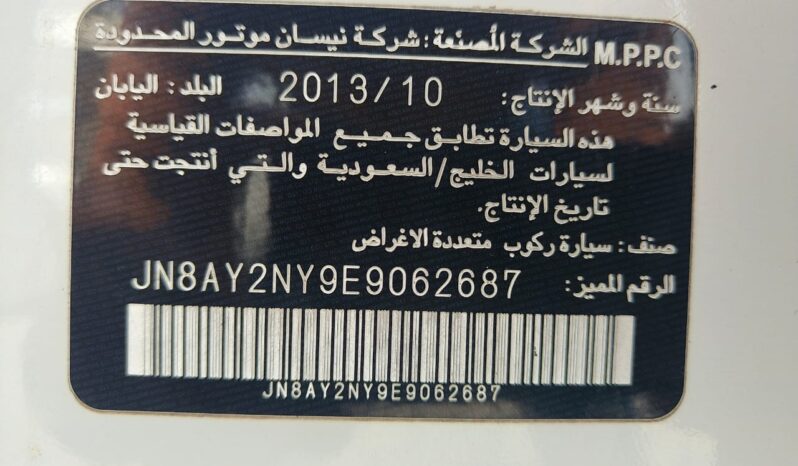 M.P.P.C الشركة المُصنعة: شركة نيسان موتور المحدودة
سنة وشهر الإنتاج: 2013/10 البلد: اليابان
هذه السيارة تطابق جميع المواصفات القياسية
لسيارات الخليج/السعودية والتي أنتجت حتى
تاريخ الإنتاج.
صنف: سيارة ركوب متعددة الاغراض
الرقم المميز: JN8AY2NY9E9062687
JN8AY2NY9E9062687